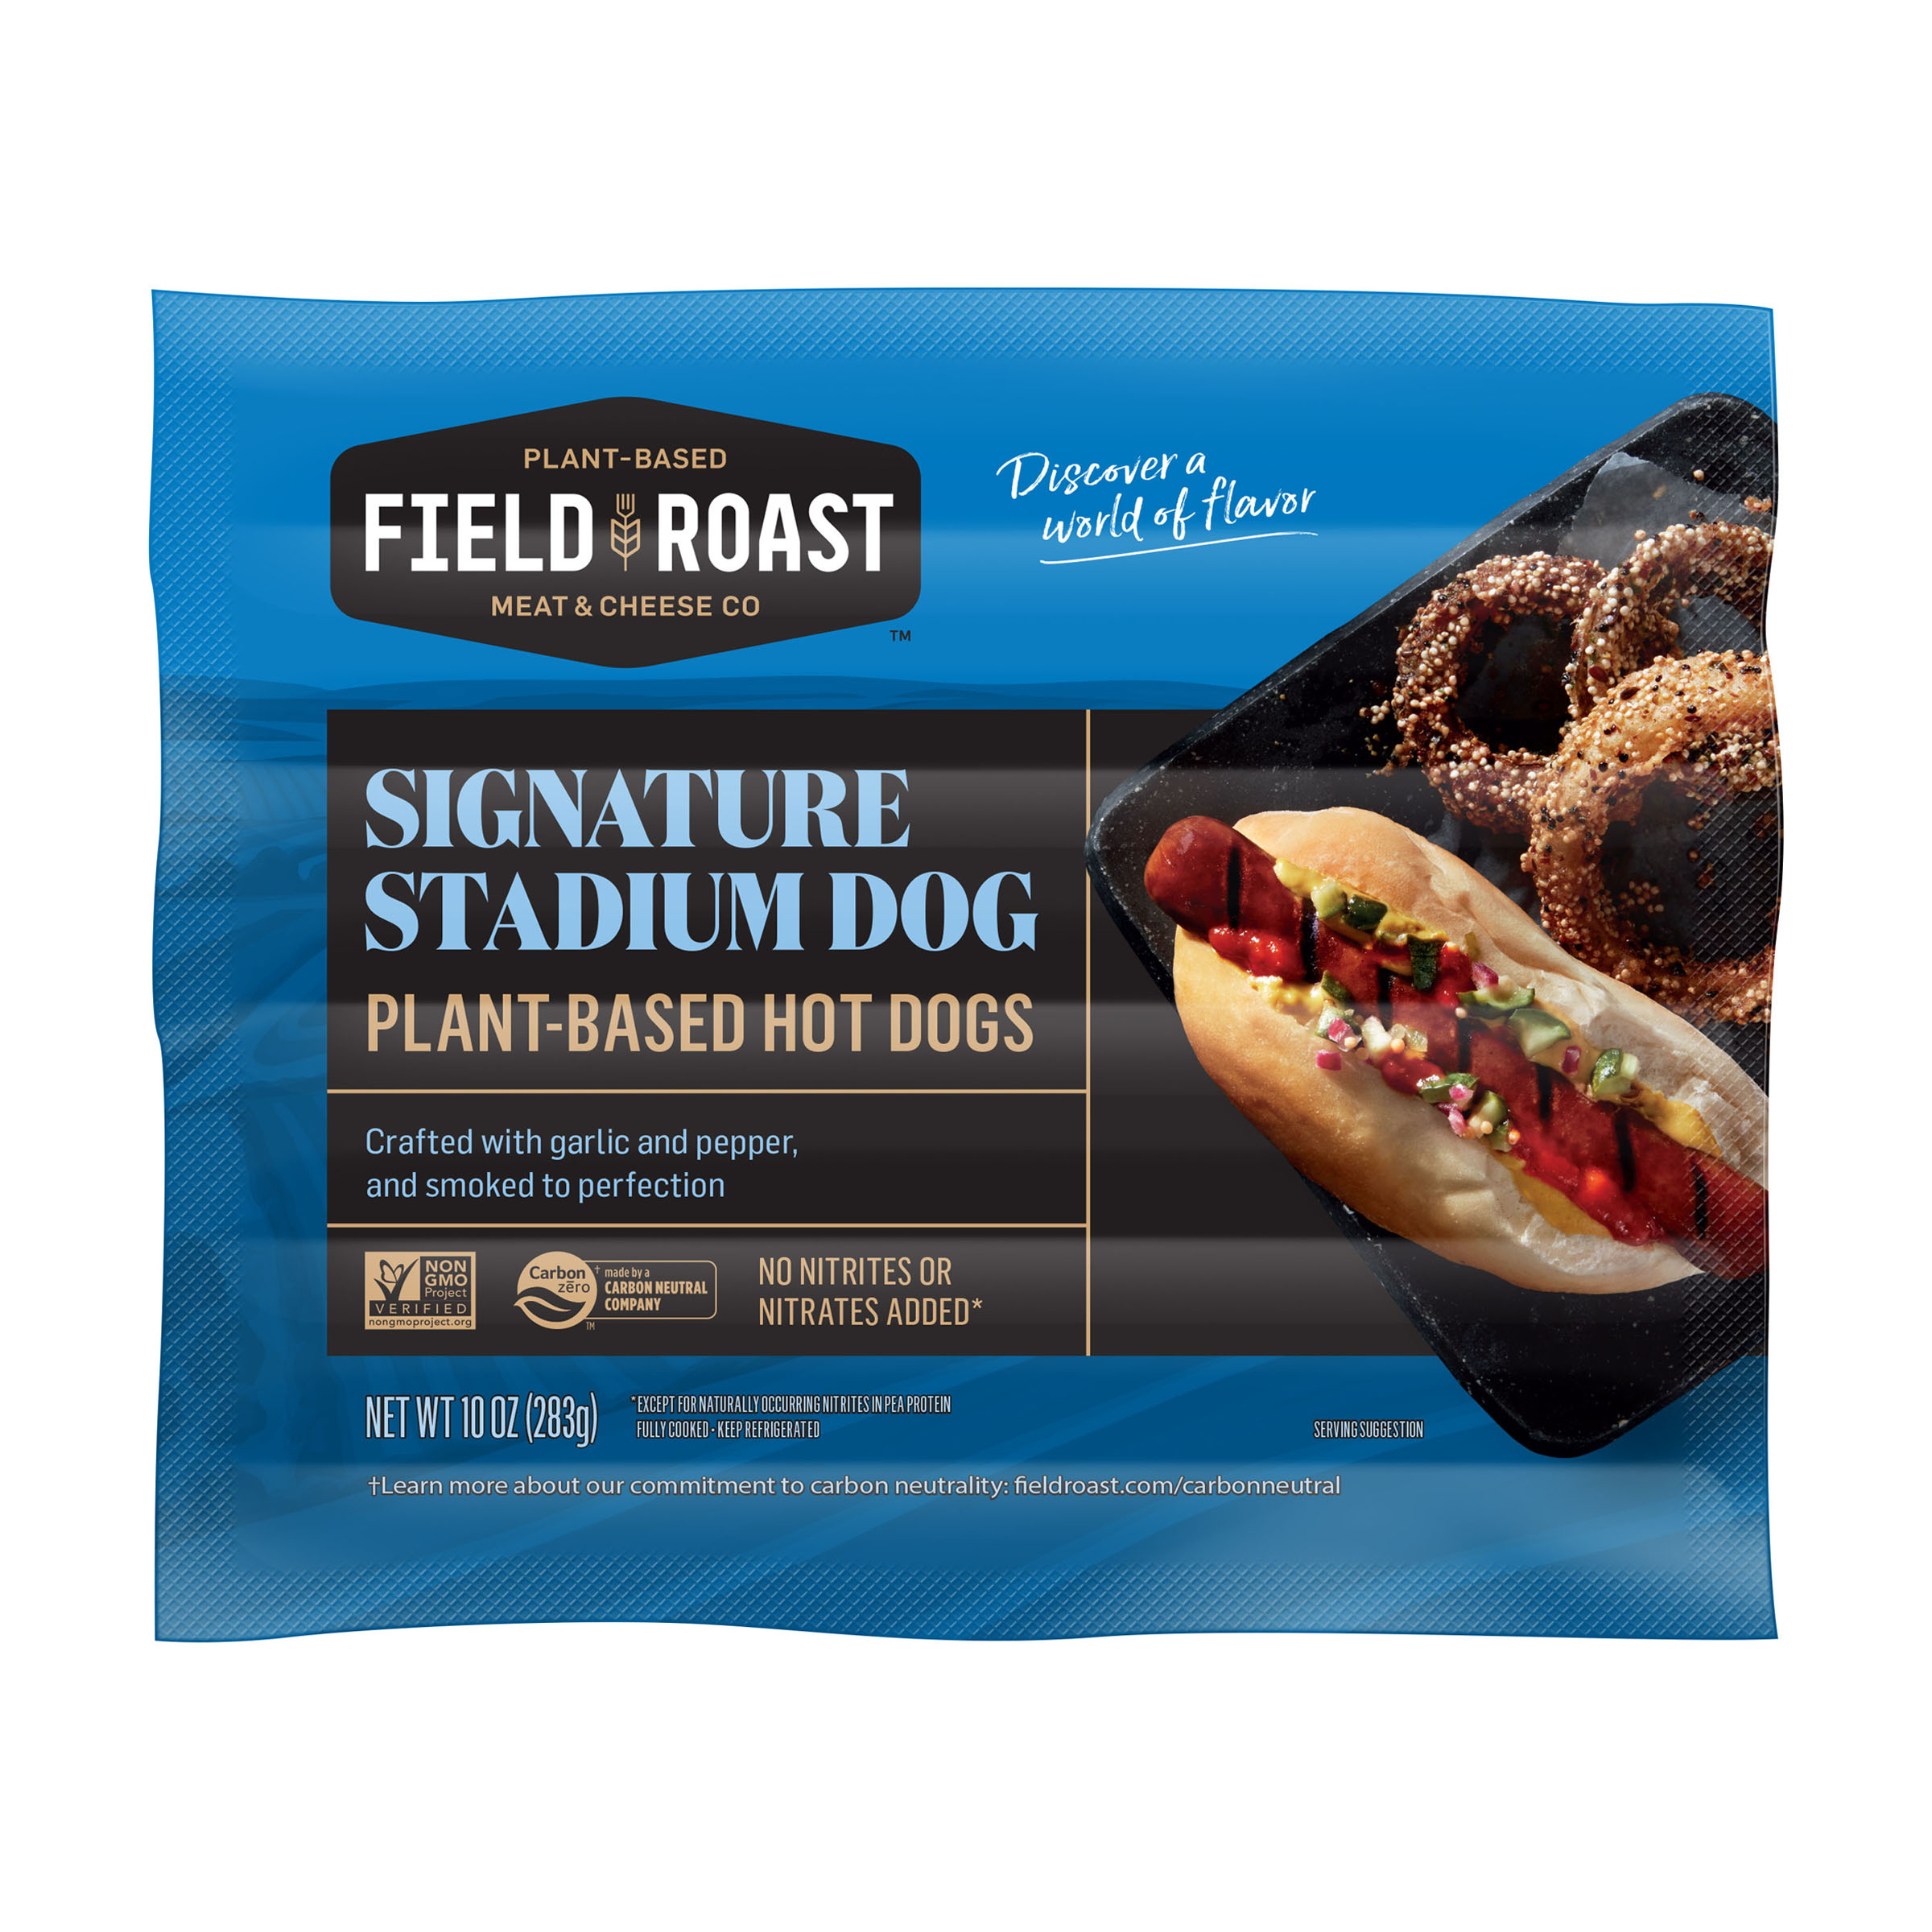 PLANT-BASED
FIELD ROAST
MEAT & CHEESE CO
™
Discover a
world of flavor
SIGNATURE
STADIUM DOG
PLANT-BASED HOT DOGS
Crafted with garlic and pepper,
and smoked to perfection
NON
GMO
Project
VERIFIED
nongmoproject.org
Carbon†
zērō
™
made by a
CARBON NEUTRAL
COMPANY
NO NITRITES OR
NITRATES ADDED*
NET WT 10 OZ (283g)
*EXCEPT FOR NATURALLY OCCURRING NITRITES IN PEA PROTEIN
FULLY COOKED • KEEP REFRIGERATED
SERVING SUGGESTION
†Learn more about our commitment to carbon neutrality: fieldroast.com/carbonneutral